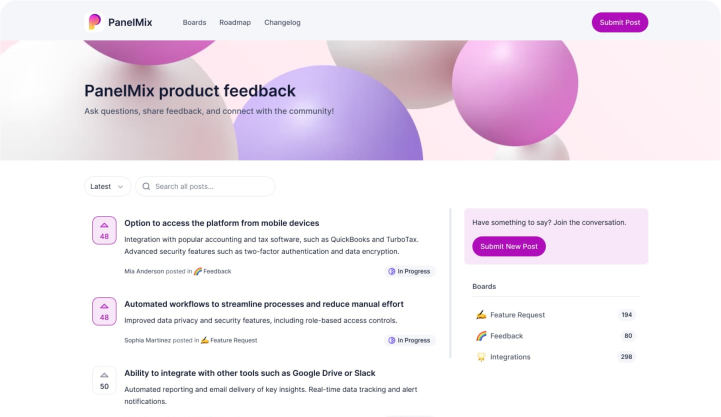 PanelMix
Boards
Roadmap
Changelog
Submit Post
PanelMix product feedback
Ask questions, share feedback, and connect with the community!
Latest
Search all posts...
48
Option to access the platform from mobile devices
Integration with popular accounting and tax software, such as QuickBooks and TurboTax.
Advanced security features such as two-factor authentication and data encryption.
Mia Anderson posted in Feedback
In Progress
48
Automated workflows to streamline processes and reduce manual effort
Improved data privacy and security features, including role-based access controls.
Sophia Martinez posted in Feature Request
In Progress
50
Ability to integrate with other tools such as Google Drive or Slack
Automated reporting and email delivery of key insights. Real-time data tracking and alert
notifications.
Have something to say? Join the conversation.
Submit New Post
Boards
Feature Request
194
Feedback
80
Integrations
298